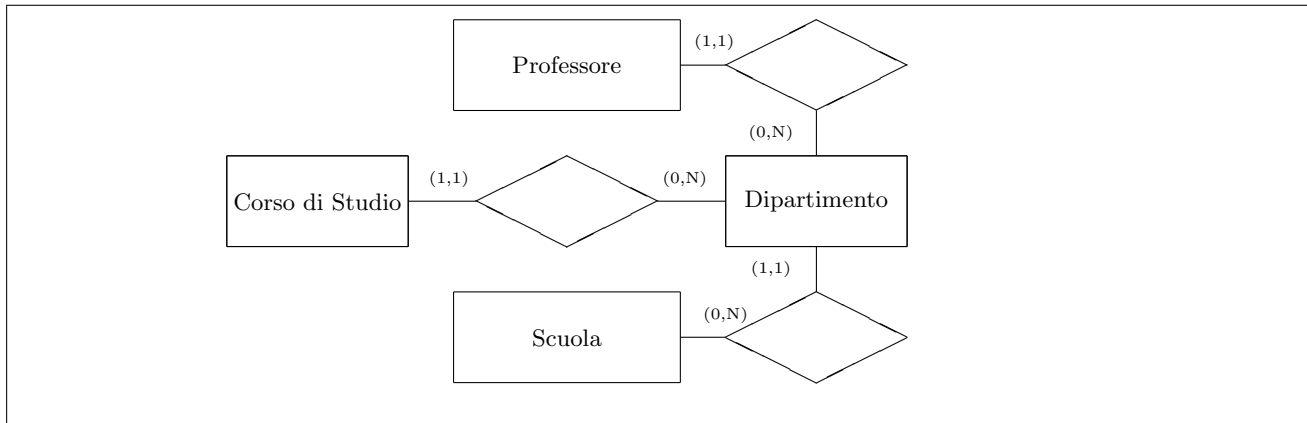 (1,1)
Professore
(0,N)
(1,1)
(0,N)
Corso di Studio
Dipartimento
(1,1)
(0,N)
Scuola